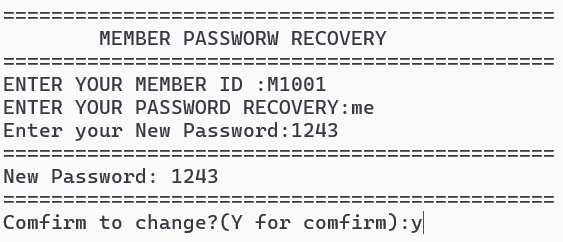 ==============================================
MEMBER PASSWORW RECOVERY
==============================================
ENTER YOUR MEMBER ID :M1001
ENTER YOUR PASSWORD RECOVERY:me
Enter your New Password:1243
==============================================
New Password: 1243
==============================================
Comfirm to change?(Y for comfirm):y